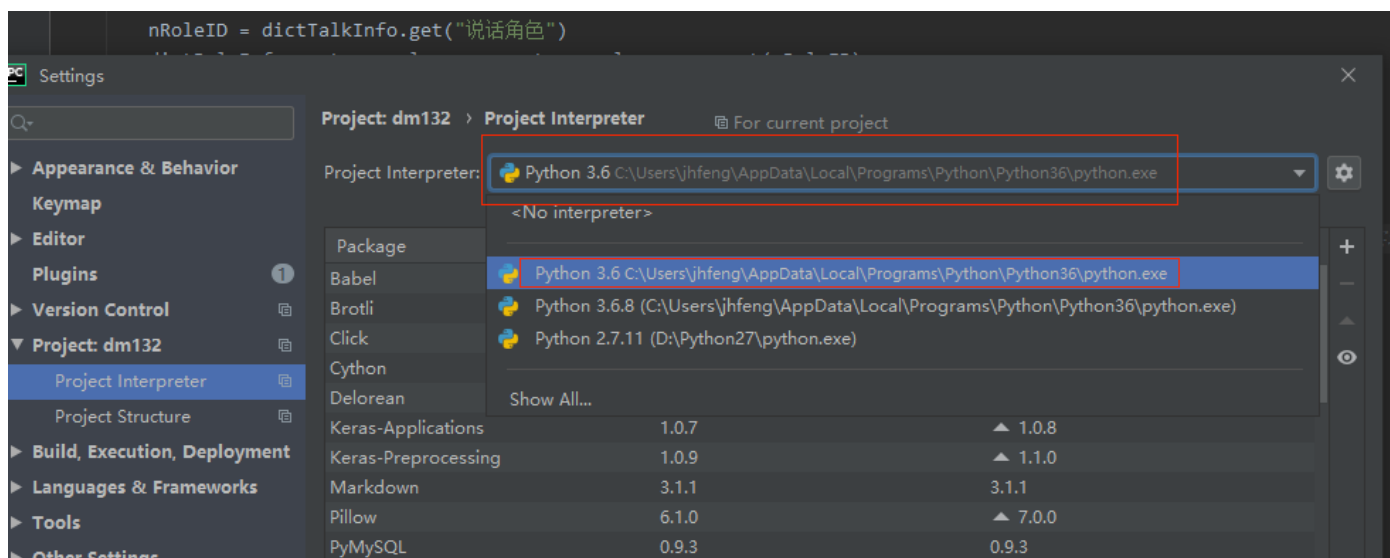 nRoleID = dictTalkInfo.get("说话角色")
PC Settings
Project: dm132 › Project Interpreter
For current project
Appearance & Behavior
Project Interpreter: Python 3.6 C:\Users\jhfeng\AppData\Local\Programs\Python\Python36\python.exe
Keymap
<No interpreter>
Editor
Package
Plugins 1
Babel
Python 3.6 C:\Users\jhfeng\AppData\Local\Programs\Python\Python36\python.exe
Version Control
Brotli
Python 3.6.8 (C:\Users\jhfeng\AppData\Local\Programs\Python\Python36\python.exe)
Project: dm132
Click
Python 2.7.11 (D:\Python27\python.exe)
Cython
Project Interpreter
Delorean
Show All...
Project Structure
Keras-Applications 1.0.7 ▲ 1.0.8
Build, Execution, Deployment
Keras-Preprocessing 1.0.9 ▲ 1.1.0
Languages & Frameworks
Markdown 3.1.1 3.1.1
Tools
Pillow 6.1.0 ▲ 7.0.0
Other Settings
PyMySQL 0.9.3 0.9.3